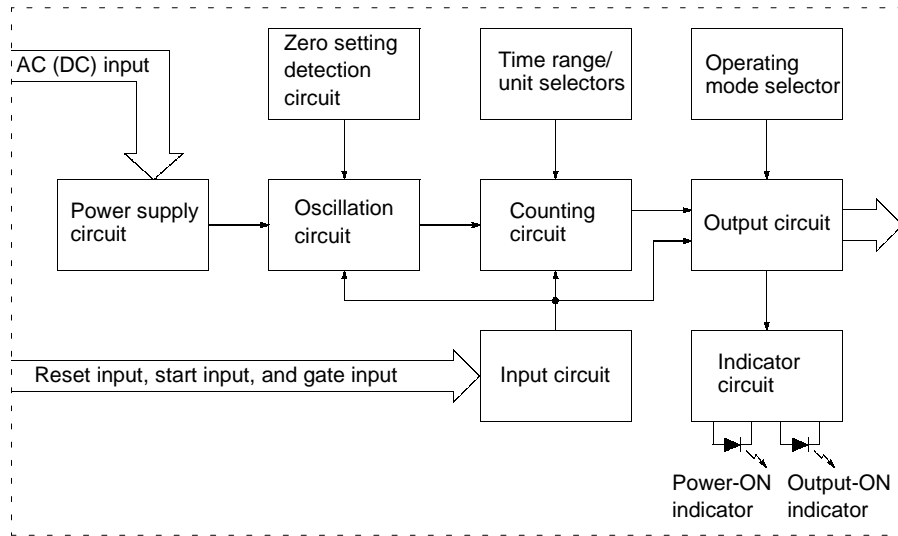 AC (DC) input
Zero setting
detection
circuit
Time range/
unit selectors
Operating
mode selector
Power supply
circuit
Oscillation
circuit
Counting
circuit
Output circuit
Reset input, start input, and gate input
Input circuit
Indicator
circuit
Power-ON
indicator
Output-ON
indicator